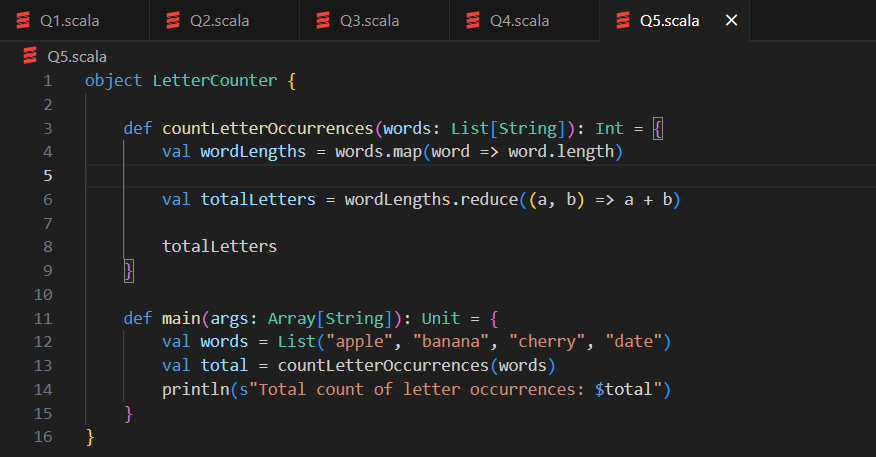 Q1.scala Q2.scala Q3.scala Q4.scala Q5.scala ×
Q5.scala
1 object LetterCounter {
2
3     def countLetterOccurrences(words: List[String]): Int = {
4         val wordLengths = words.map(word => word.length)
5
6         val totalLetters = wordLengths.reduce((a, b) => a + b)
7
8         totalLetters
9     }
10
11     def main(args: Array[String]): Unit = {
12         val words = List("apple", "banana", "cherry", "date")
13         val total = countLetterOccurrences(words)
14         println(s"Total count of letter occurrences: $total")
15     }
16 }